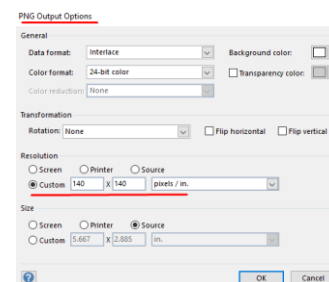 PNG Output Options
General
Data format: Interlace Background color:
Color format: 24-bit color Transparency color:
Color reduction: None
Transformation
Rotation: None Flip horizontal Flip vertical
Resolution
Screen Printer Source
Custom 140 X 140 pixels / in.
Size
Screen Printer Source
Custom 5.667 X 2.885 in.
? OK Cancel